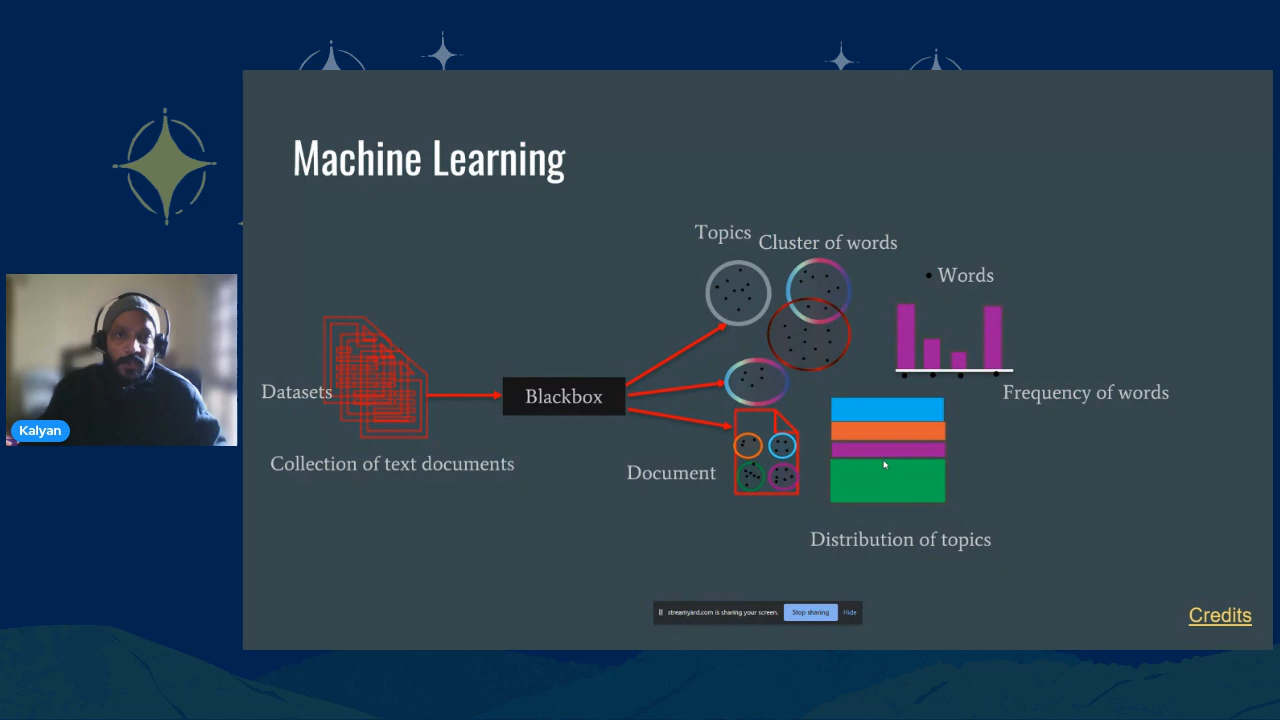 Machine Learning
Topics
Cluster of words
Words
Datasets
Blackbox
Frequency of words
Collection of text documents
Document
Distribution of topics
Kalyan
streamyard.com is sharing your screen.
Stop sharing
Hide
Credits